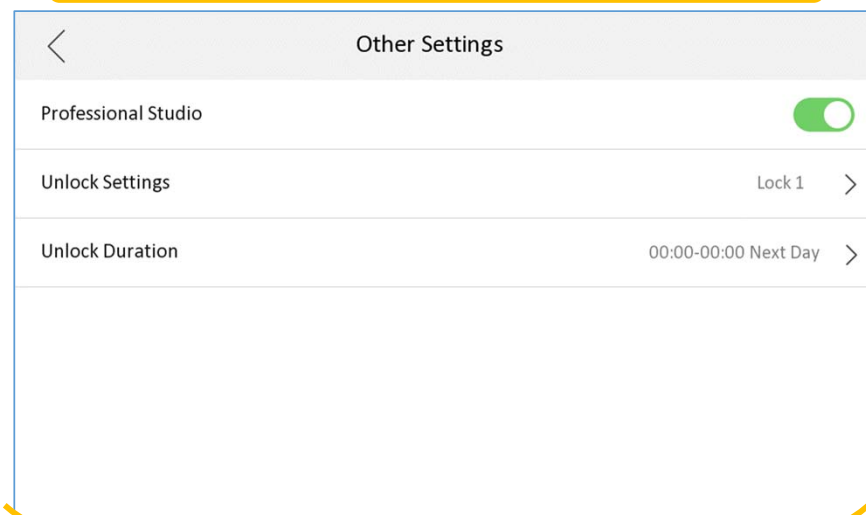 Other Settings
Professional Studio
Unlock Settings Lock 1
Unlock Duration 00:00-00:00 Next Day